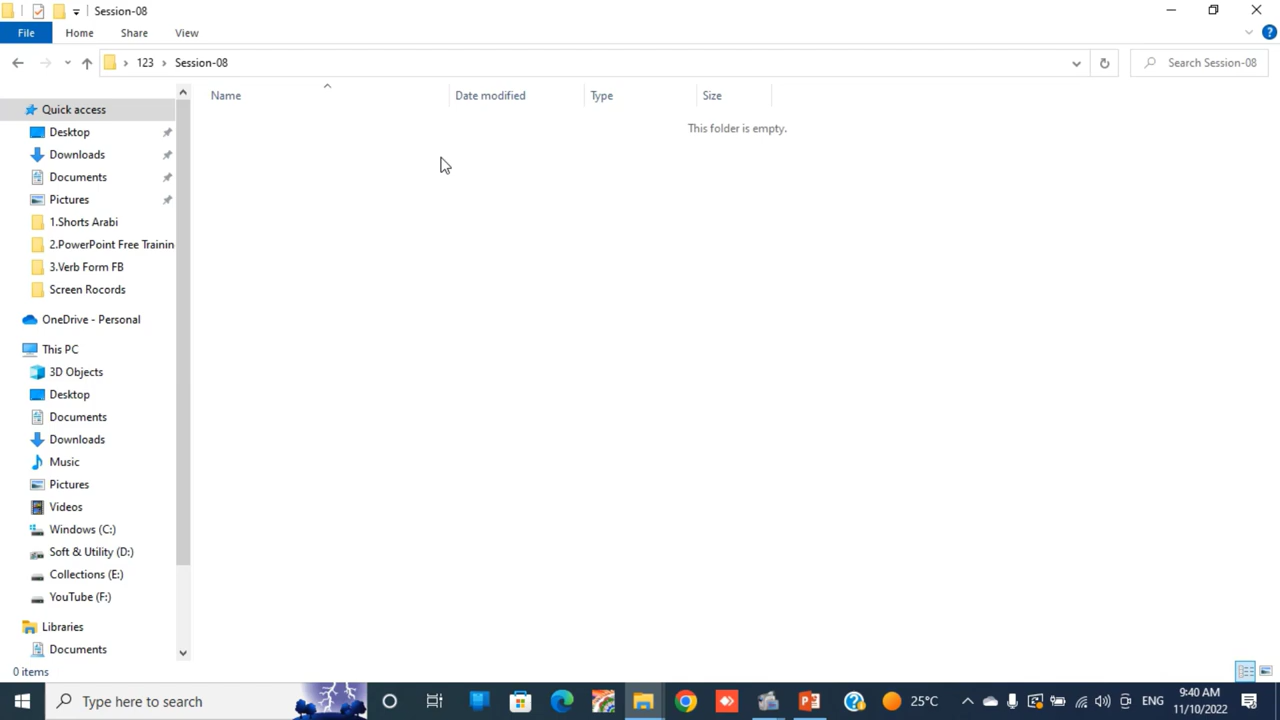 Session-08
File Home Share View
123 Session-08 Search Session-08
Name Date modified Type Size
This folder is empty.
Quick access
Desktop
Downloads
Documents
Pictures
1.Shorts Arabi
2.PowerPoint Free Trainin
3.Verb Form FB
Screen Rocords
OneDrive - Personal
This PC
3D Objects
Desktop
Documents
Downloads
Music
Pictures
Videos
Windows (C:)
Soft & Utility (D:)
Collections (E:)
YouTube (F:)
Libraries
Documents
0 items
Type here to search 25°C ENG 9:40 AM
11/10/2022